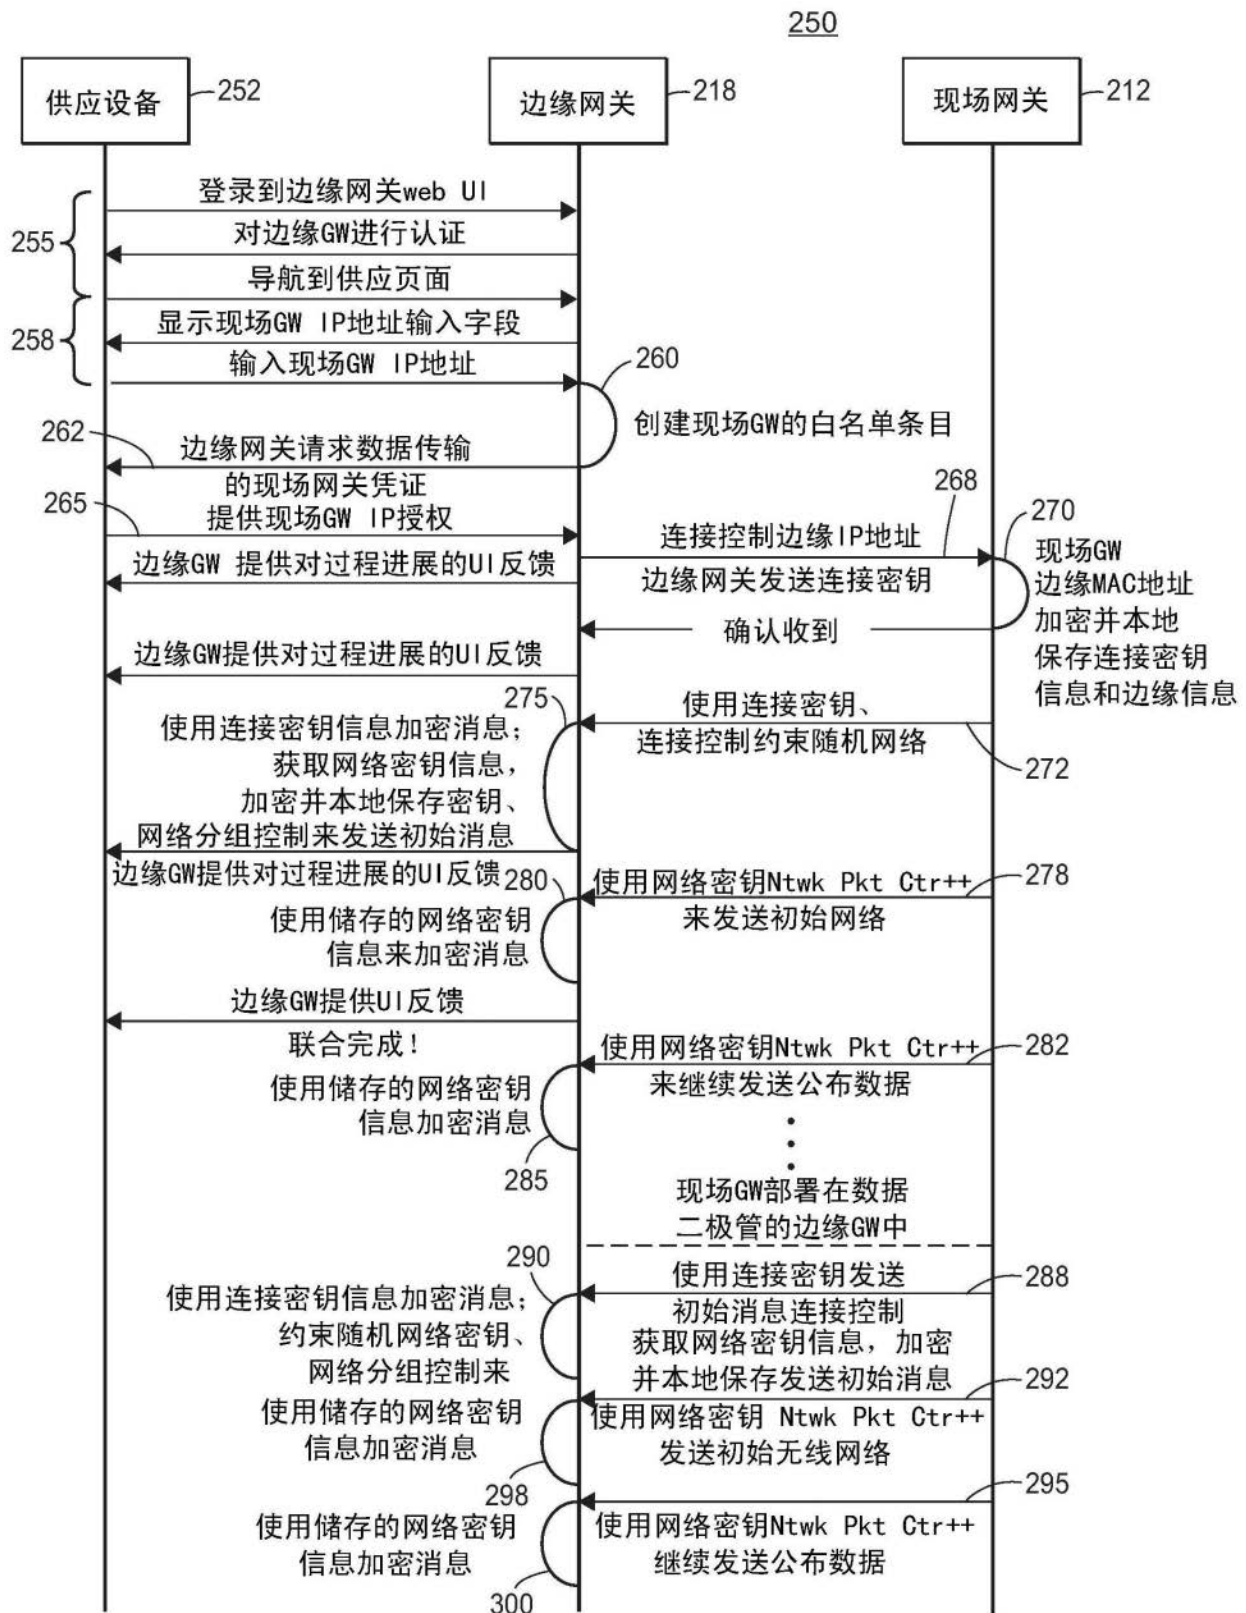 250
供应设备
252
边缘网关
218
现场网关
212
登录到边缘网关web UI
对边缘GW进行认证
255
导航到供应页面
显示现场GW IP地址输入字段
258
输入现场GW IP地址
260
创建现场GW的白名单条目
262
边缘网关请求数据传输
的现场网关凭证
265
提供现场GW IP授权
268
连接控制边缘IP地址
边缘网关发送连接密钥
270
现场GW
边缘MAC地址
加密并本地
保存连接密钥
信息和边缘信息
边缘GW 提供对过程进展的UI反馈
确认收到
边缘GW提供对过程进展的UI反馈
275
使用连接密钥、
连接控制约束随机网络
272
使用连接密钥信息加密消息；
获取网络密钥信息，
加密并本地保存密钥、
网络分组控制来发送初始消息
边缘GW提供对过程进展的UI反馈
280
使用网络密钥Ntwk Pkt Ctr++
278
来发送初始网络
使用储存的网络密钥
信息来加密消息
边缘GW提供UI反馈
联合完成！
使用网络密钥Ntwk Pkt Ctr++
282
来继续发送公布数据
使用储存的网络密钥
信息加密消息
285
现场GW部署在数据
二极管的边缘GW中
290
使用连接密钥发送
288
初始消息连接控制
使用连接密钥信息加密消息；
约束随机网络密钥、
网络分组控制来
获取网络密钥信息，加密
并本地保存发送初始消息
292
使用储存的网络密钥
信息加密消息
使用网络密钥 Ntwk Pkt Ctr++
发送初始无线网络
298
295
使用储存的网络密钥
信息加密消息
使用网络密钥Ntwk Pkt Ctr++
继续发送公布数据
300